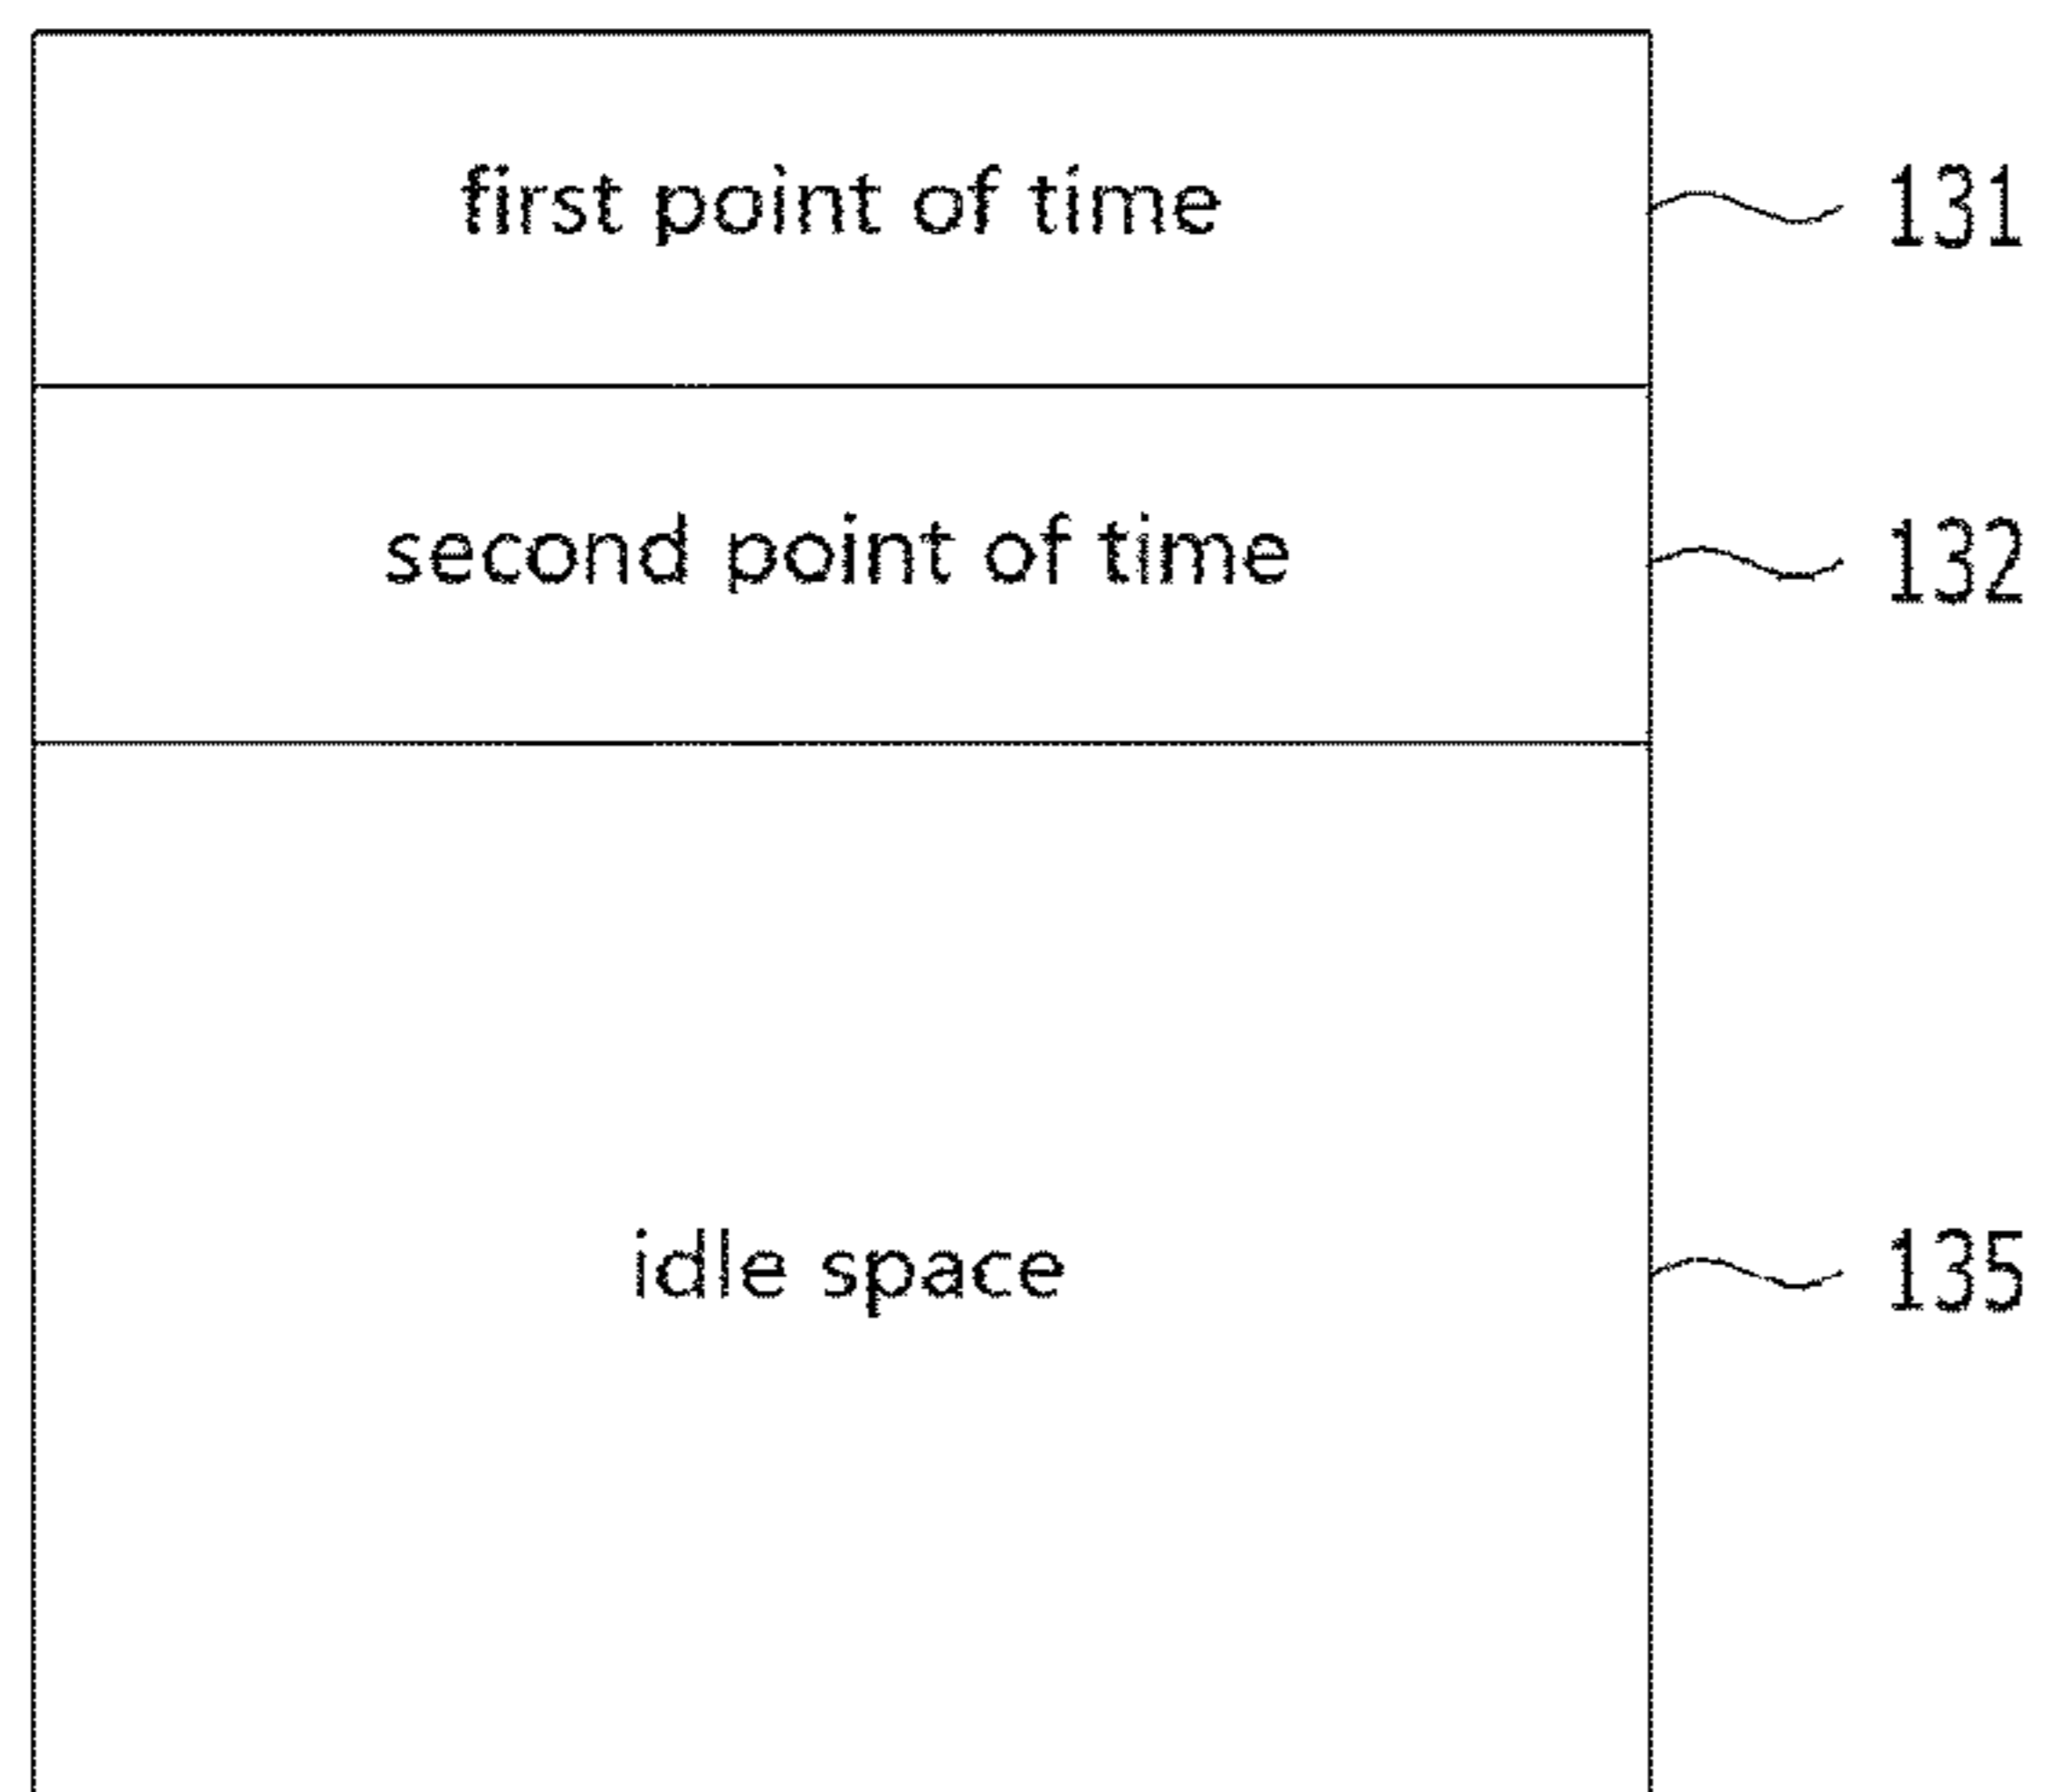 first point of time 131
second point of time 132
idle space 135